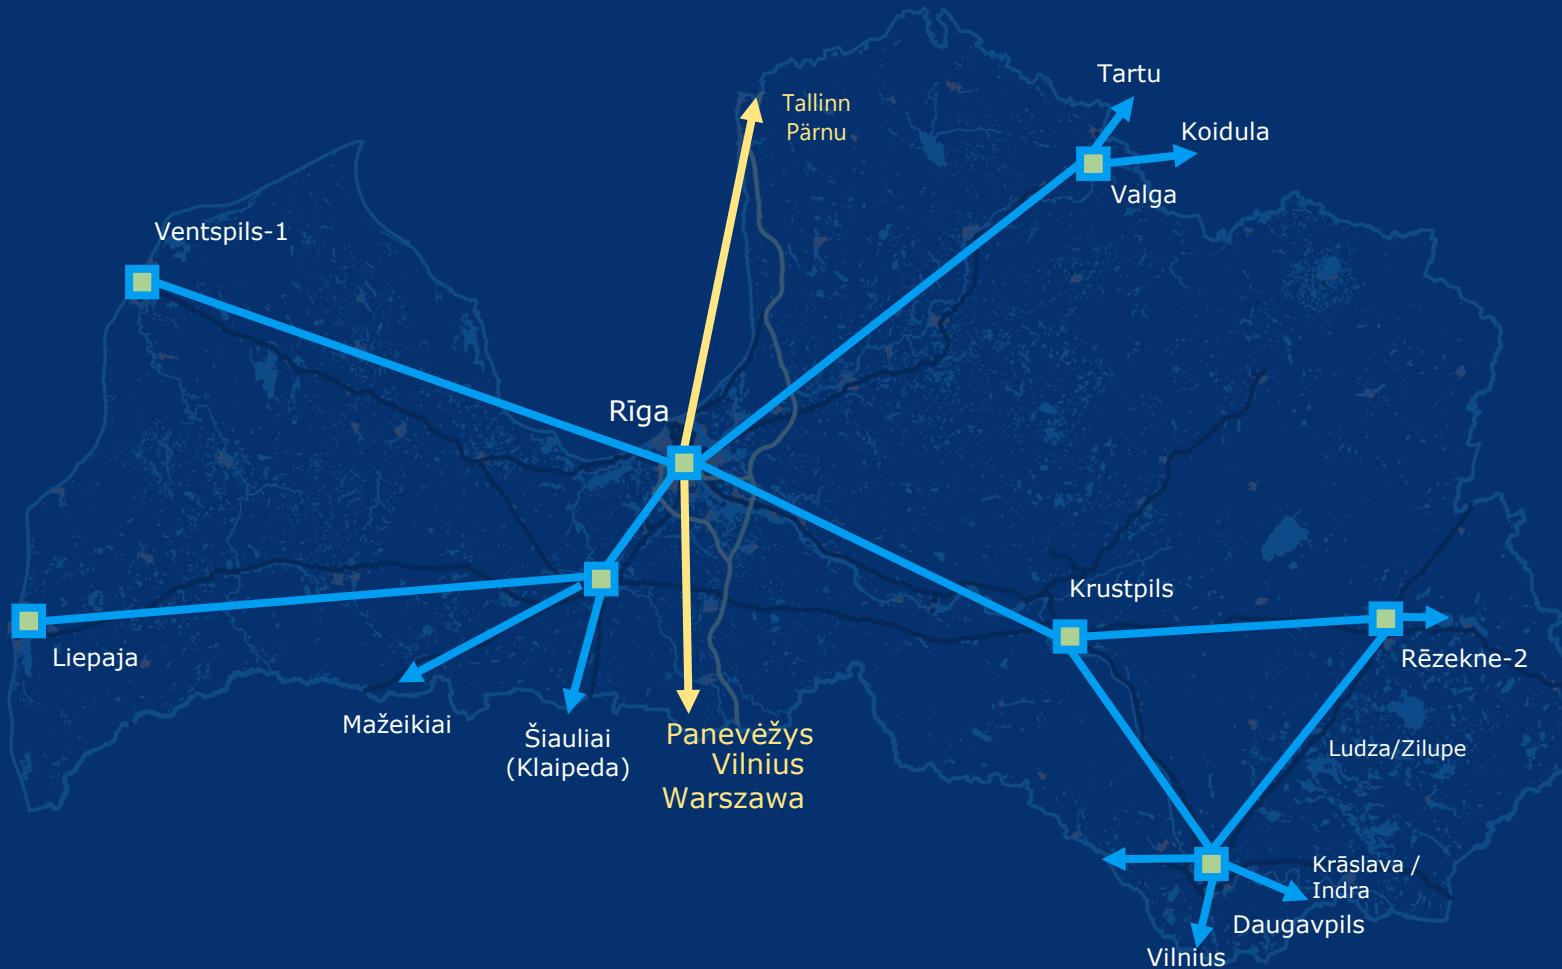 Tartu
Tallinn
Pärnu
Koidula
Valga
Ventspils-1
Rīga
Krustpils
Liepaja
Rēzekne-2
Mažeikiai
Šiauliai
(Klaipeda)
Panevėžys
Vilnius
Warszawa
Ludza/Zilupe
Krāslava /
Indra
Daugavpils
Vilnius